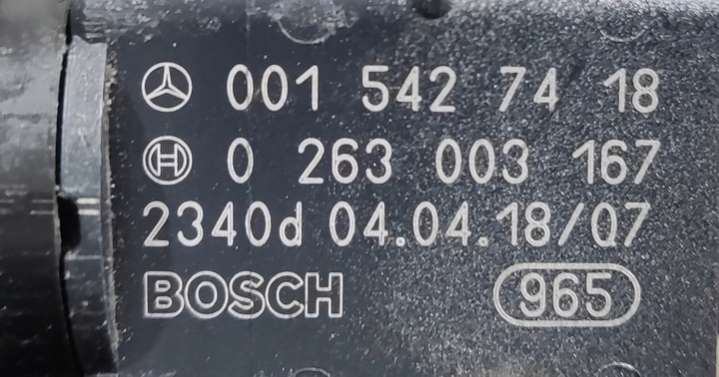 001 542 74 18
0 263 003 167
2340d 04.04.18/07
BOSCH 965